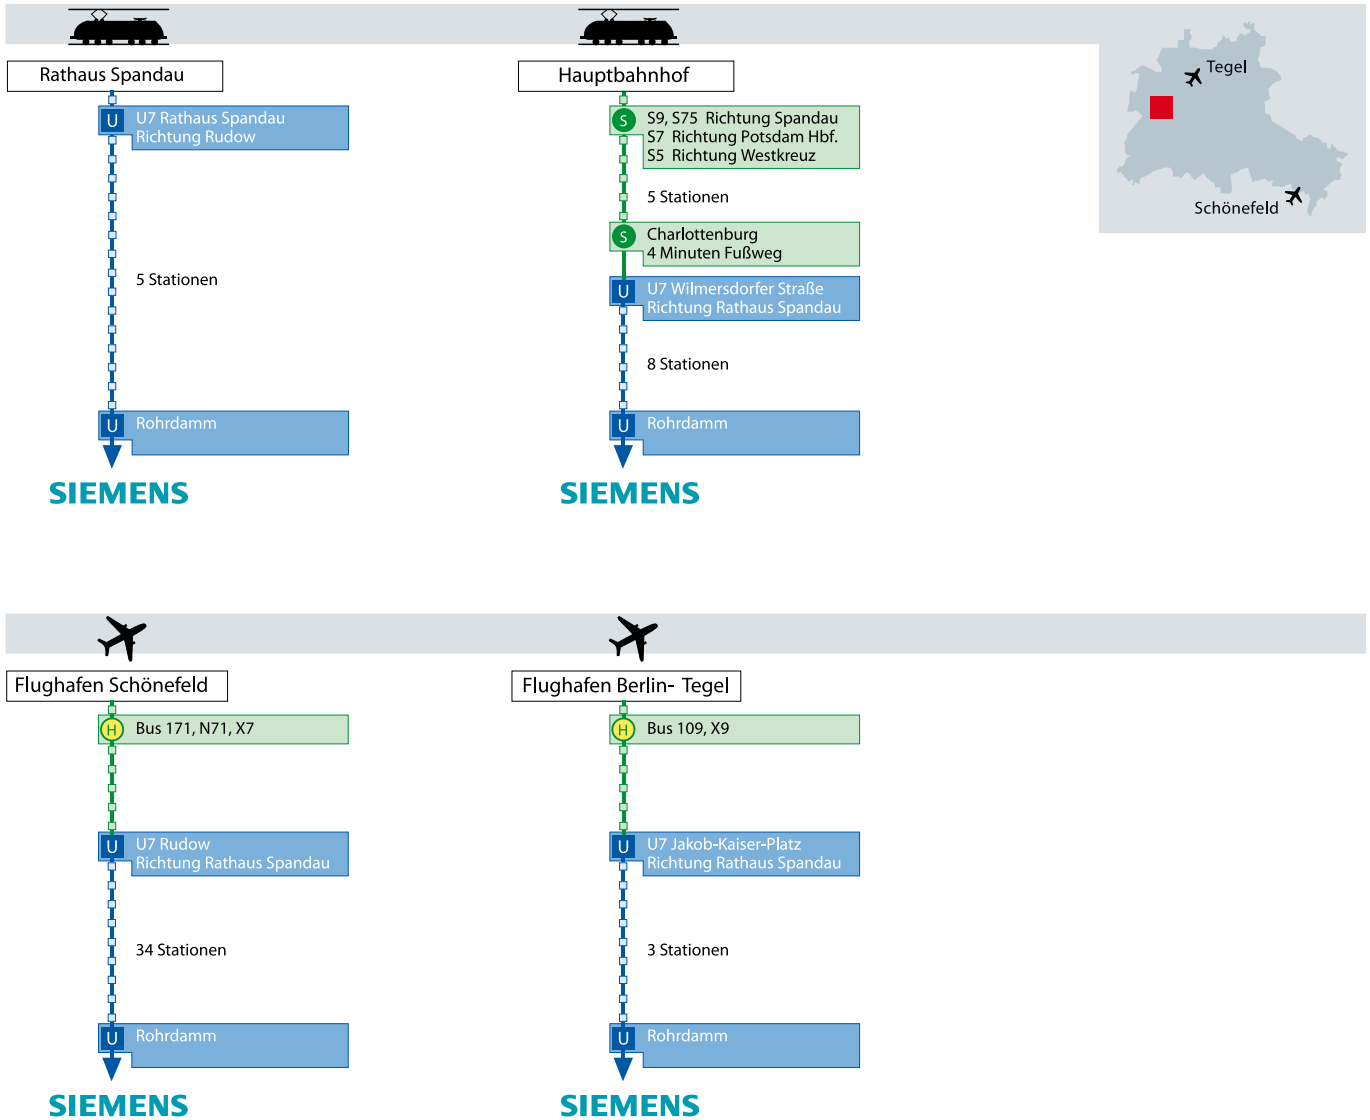 Rathaus Spandau
U
U7 Rathaus Spandau
Richtung Rudow
5 Stationen
U
Rohrdamm
SIEMENS
Hauptbahnhof
S
S9, S75 Richtung Spandau
S7 Richtung Potsdam Hbf.
S5 Richtung Westkreuz
5 Stationen
S
Charlottenburg
4 Minuten Fußweg
U
U7 Wilmersdorfer Straße
Richtung Rathaus Spandau
8 Stationen
U
Rohrdamm
SIEMENS
Tegel
Schönefeld
Flughafen Schönefeld
H
Bus 171, N71, X7
U
U7 Rudow
Richtung Rathaus Spandau
34 Stationen
U
Rohrdamm
SIEMENS
Flughafen Berlin- Tegel
H
Bus 109, X9
U
U7 Jakob-Kaiser-Platz
Richtung Rathaus Spandau
3 Stationen
U
Rohrdamm
SIEMENS